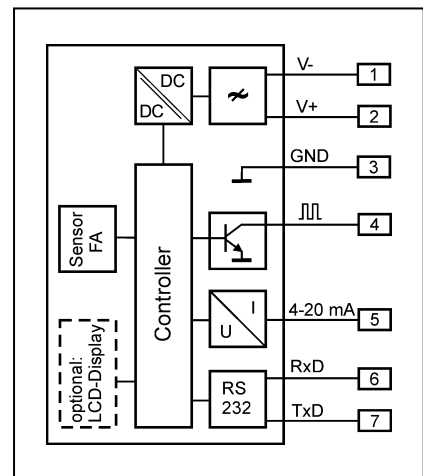 DC
DC
V-
1
V+
2
GND
3
Sensor
FA
4
Controller
U
I
4-20 mA
5
optional:
LCD-Display
RS
232
RxD
6
TxD
7